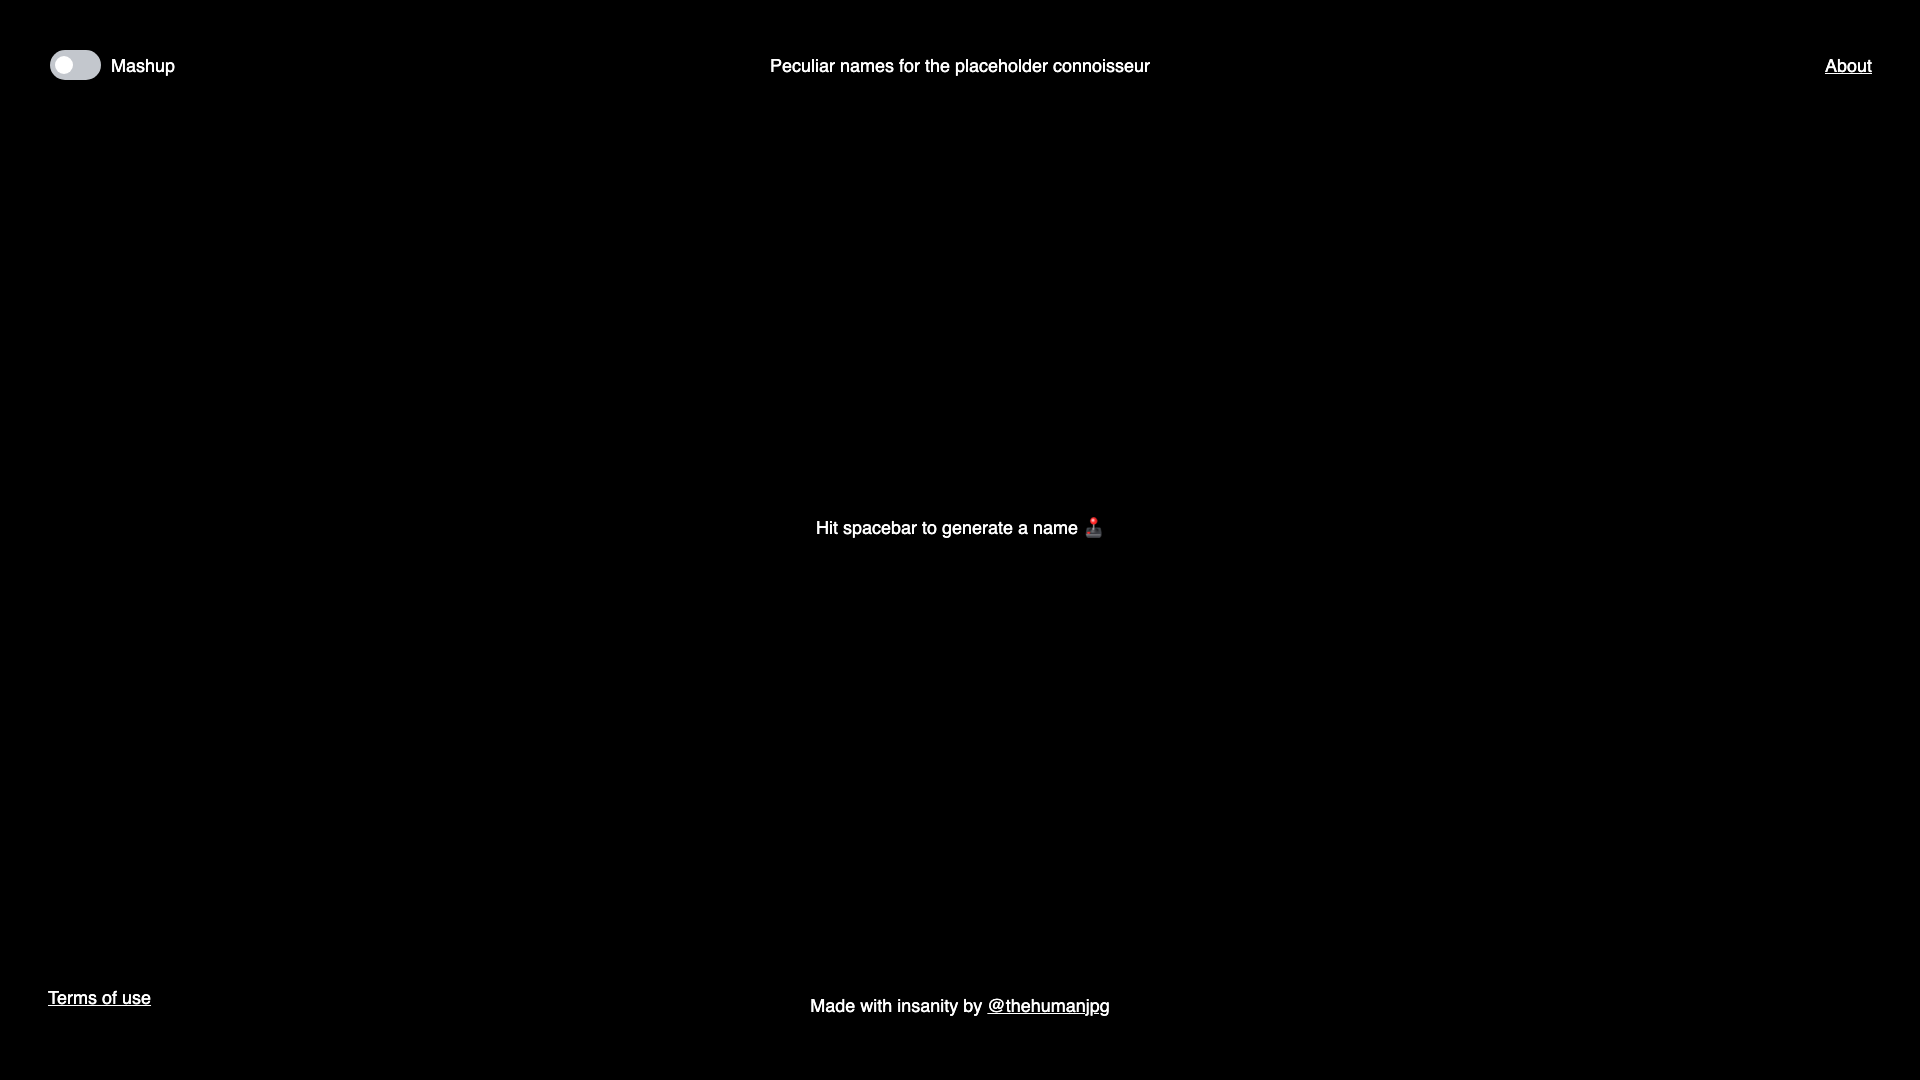 Mashup
Peculiar names for the placeholder connoisseur
About
Hit spacebar to generate a name 🕹️
Terms of use
Made with insanity by @thehumanjpg